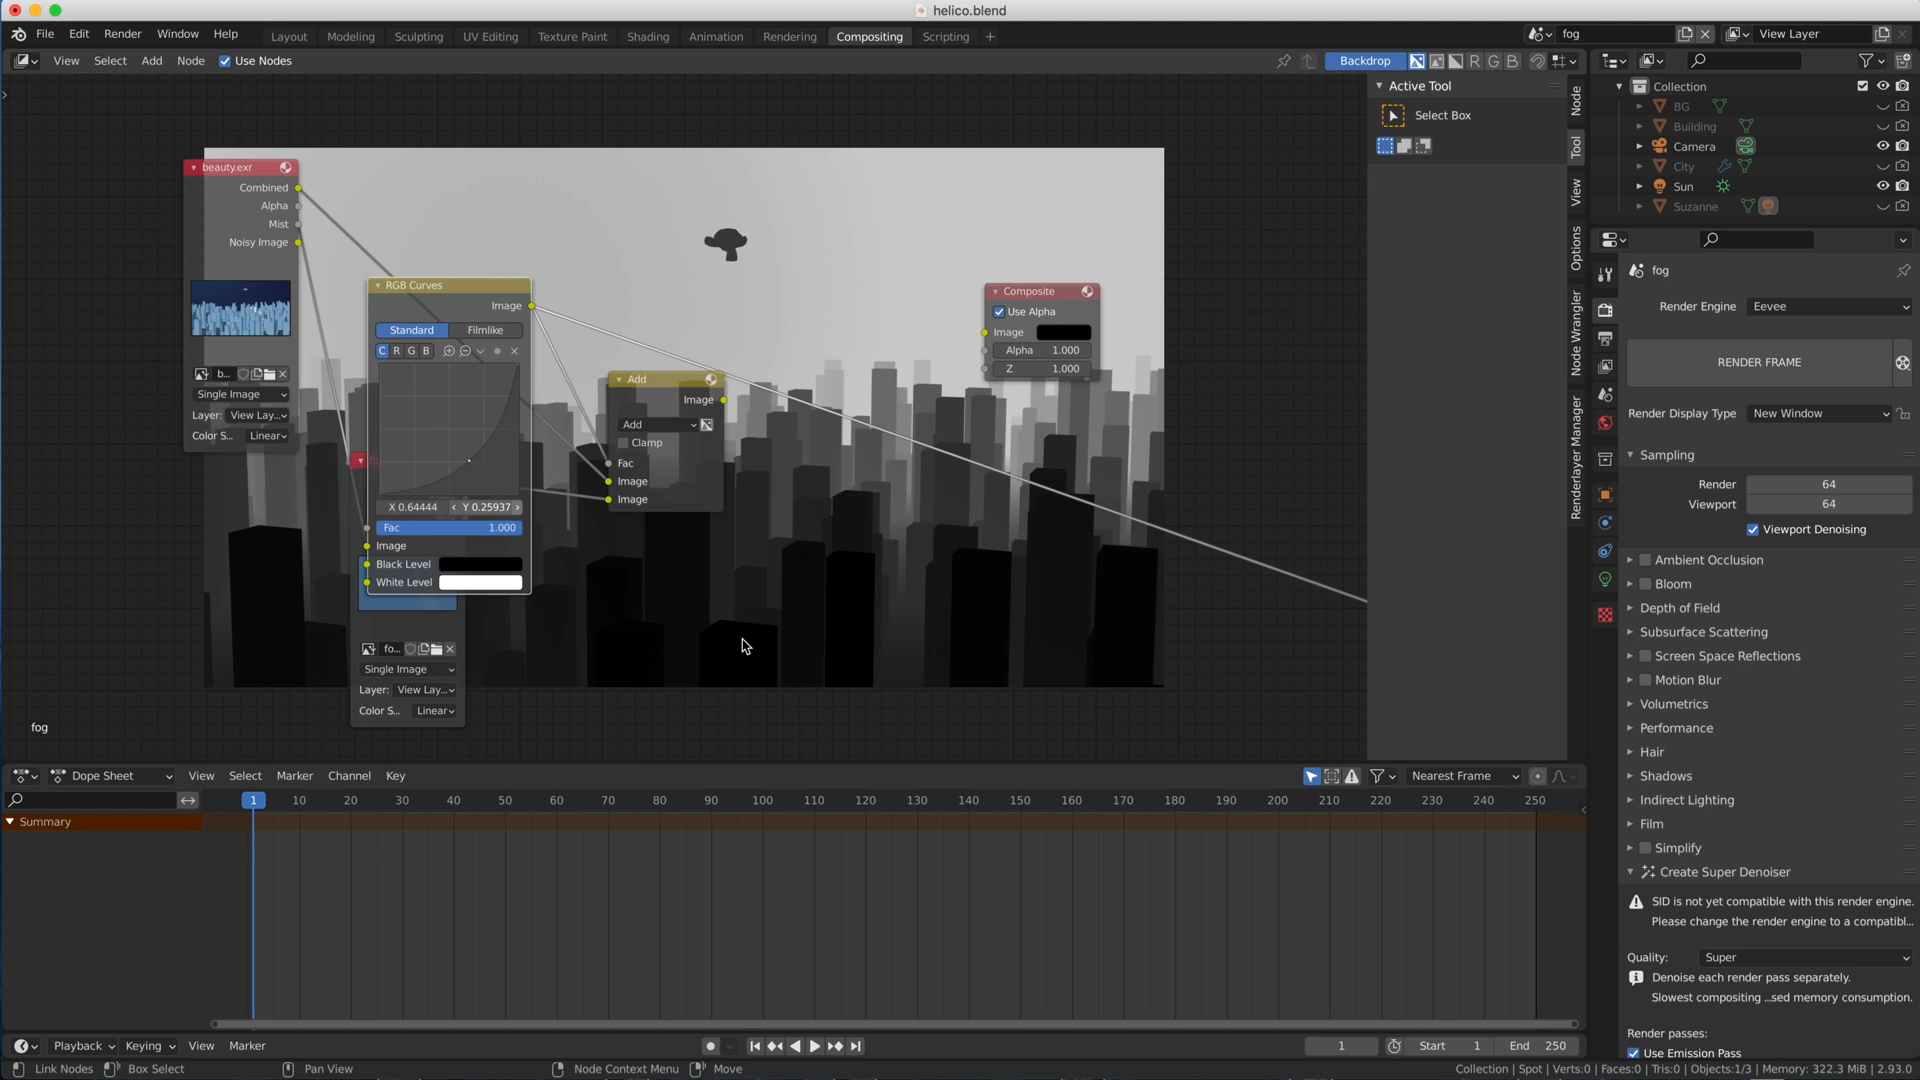 helico.blend
File Edit Render Window Help Layout Modeling Sculpting UV Editing Texture Paint Shading Animation Rendering Compositing Scripting + fog View Layer
View Select Add Node Use Nodes Backdrop R G B
Active Tool
Select Box
Node
Tool
View
Options
Node Wrangler
Renderlayer Manager
Collection
BG
Building
Camera
City
Sun
Suzanne
beauty.exr
Combined
Alpha
Mist
Noisy Image
b...
Single Image
Layer: View Lay...
Color S... Linear
RGB Curves
Image
Standard Filmlike
C R G B
X 0.64444 Y 0.25937
Fac 1.000
Image
Black Level
White Level
fo...
Single Image
Layer: View Lay...
Color S... Linear
Add
Image
Add
Clamp
Fac
Image
Image
Composite
Use Alpha
Image
Alpha 1.000
Z 1.000
fog
fog
Render Engine Eevee
RENDER FRAME
Render Display Type New Window
Sampling
Render 64
Viewport 64
Viewport Denoising
Ambient Occlusion
Bloom
Depth of Field
Subsurface Scattering
Screen Space Reflections
Motion Blur
Volumetrics
Performance
Hair
Shadows
Indirect Lighting
Film
Simplify
Create Super Denoiser
SID is not yet compatible with this render engine.
Please change the render engine to a compatibl...
Quality: Super
Denoise each render pass separately.
Slowest compositing ...sed memory consumption.
Render passes:
Use Emission Pass
Dope Sheet View Select Marker Channel Key Nearest Frame
1 10 20 30 40 50 60 70 80 90 100 110 120 130 140 150 160 170 180 190 200 210 220 230 240 250
Summary
Playback Keying View Marker 1 Start 1 End 250
Link Nodes Box Select Pan View Node Context Menu Move Collection | Spot | Verts:0 | Faces:0 | Tris:0 | Objects:1/3 | Memory: 322.3 MiB | 2.93.0